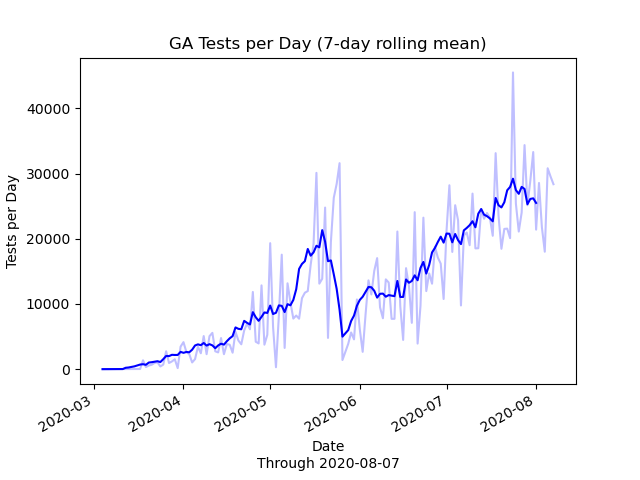 GA Tests per Day (7-day rolling mean)
Tests per Day
40000
30000
20000
10000
0
2020-03
2020-04
2020-05
2020-06
2020-07
2020-08
Date
Through 2020-08-07